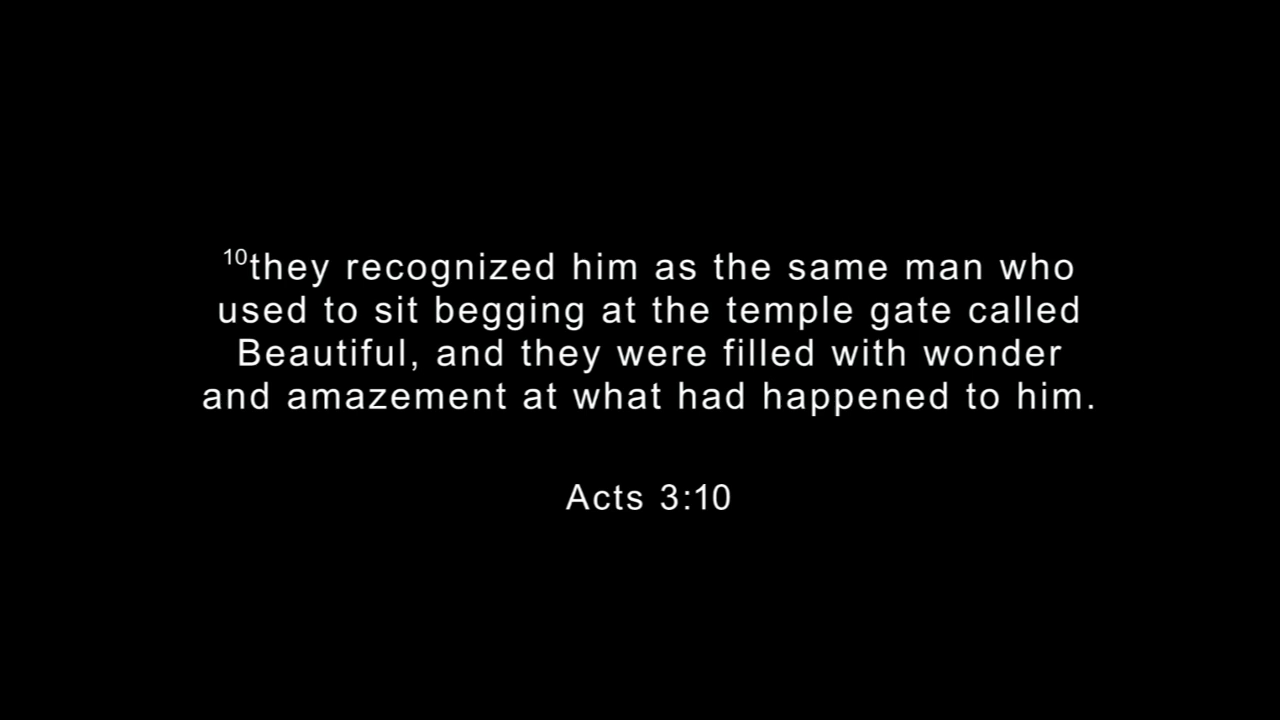 ¹⁰they recognized him as the same man who
used to sit begging at the temple gate called
Beautiful, and they were filled with wonder
and amazement at what had happened to him.
Acts 3:10